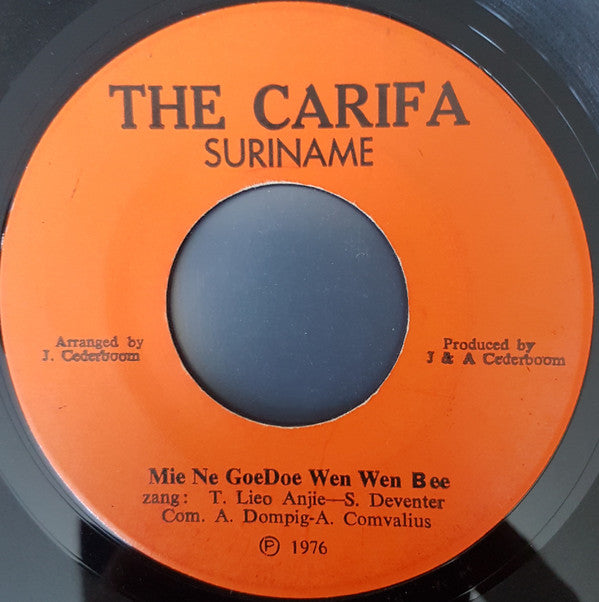 THE CARIFA
SURINAME
Arranged by
J. Cederboom
Produced by
J & A Cederboom
Mie Ne GoeDoe Wen Wen Bee
zang: T. Lieo Anjie—S. Deventer
Com. A. Dompig-A. Comvalius
Ⓟ 1976